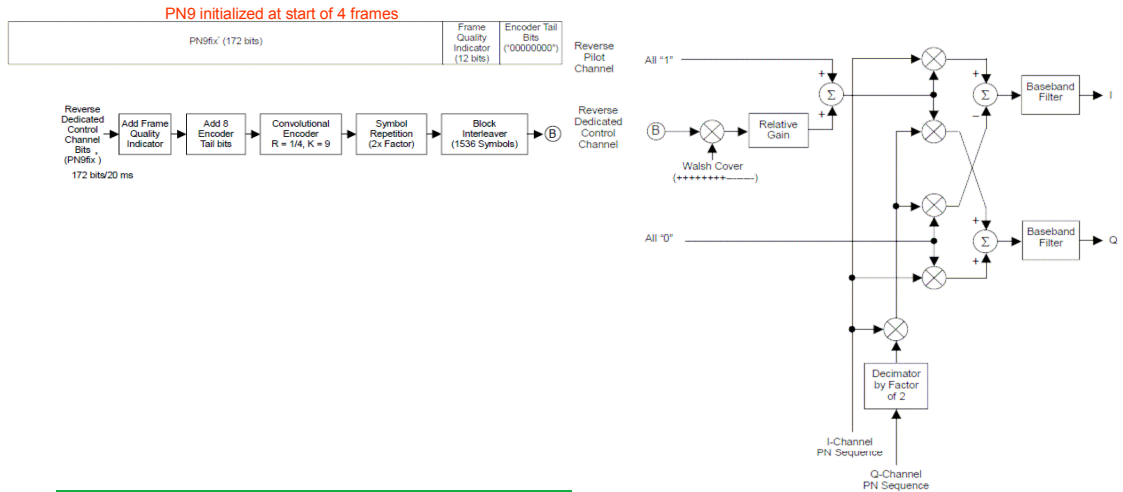 PN9 initialized at start of 4 frames
PN9fix* (172 bits)
Frame
Quality
Indicator
(12 bits)
Encoder Tail
Bits
("00000000")
Reverse
Dedicated
Control
Channel
Bits
(PN9fix*)
172 bits/20 ms
Add Frame
Quality
Indicator
Add 8
Encoder
Tail bits
Convolutional
Encoder
R = 1/4, K = 9
Symbol
Repetition
(2x Factor)
Block
Interleaver
(1536 Symbols)
B
Reverse
Pilot
Channel
All "1"
Reverse
Dedicated
Control
Channel
B
Relative
Gain
Walsh Cover
(++++++++--------)
All "0"
+
Σ
+
+
Σ
−
Baseband
Filter
I
+
Σ
+
Baseband
Filter
Q
Decimator
by Factor
of 2
I-Channel
PN Sequence
Q-Channel
PN Sequence